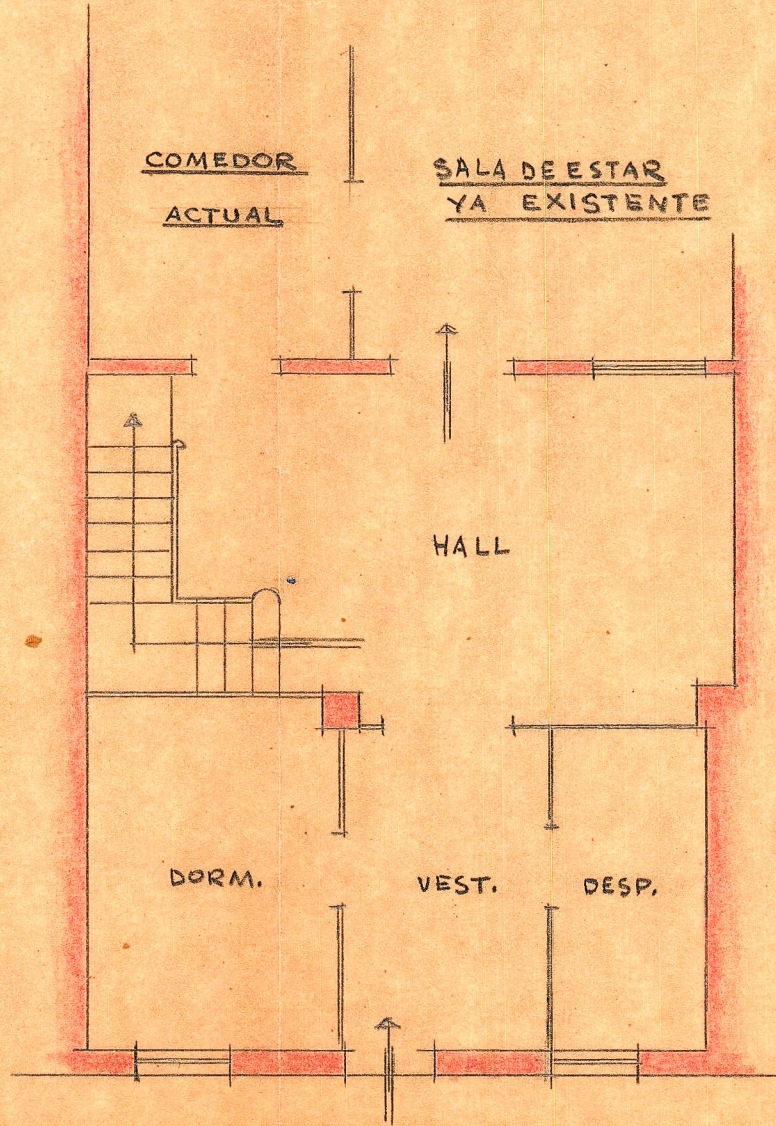 COMEDOR
ACTUAL
SALA DE ESTAR
YA EXISTENTE
HALL
DORM.
VEST.
DESP.